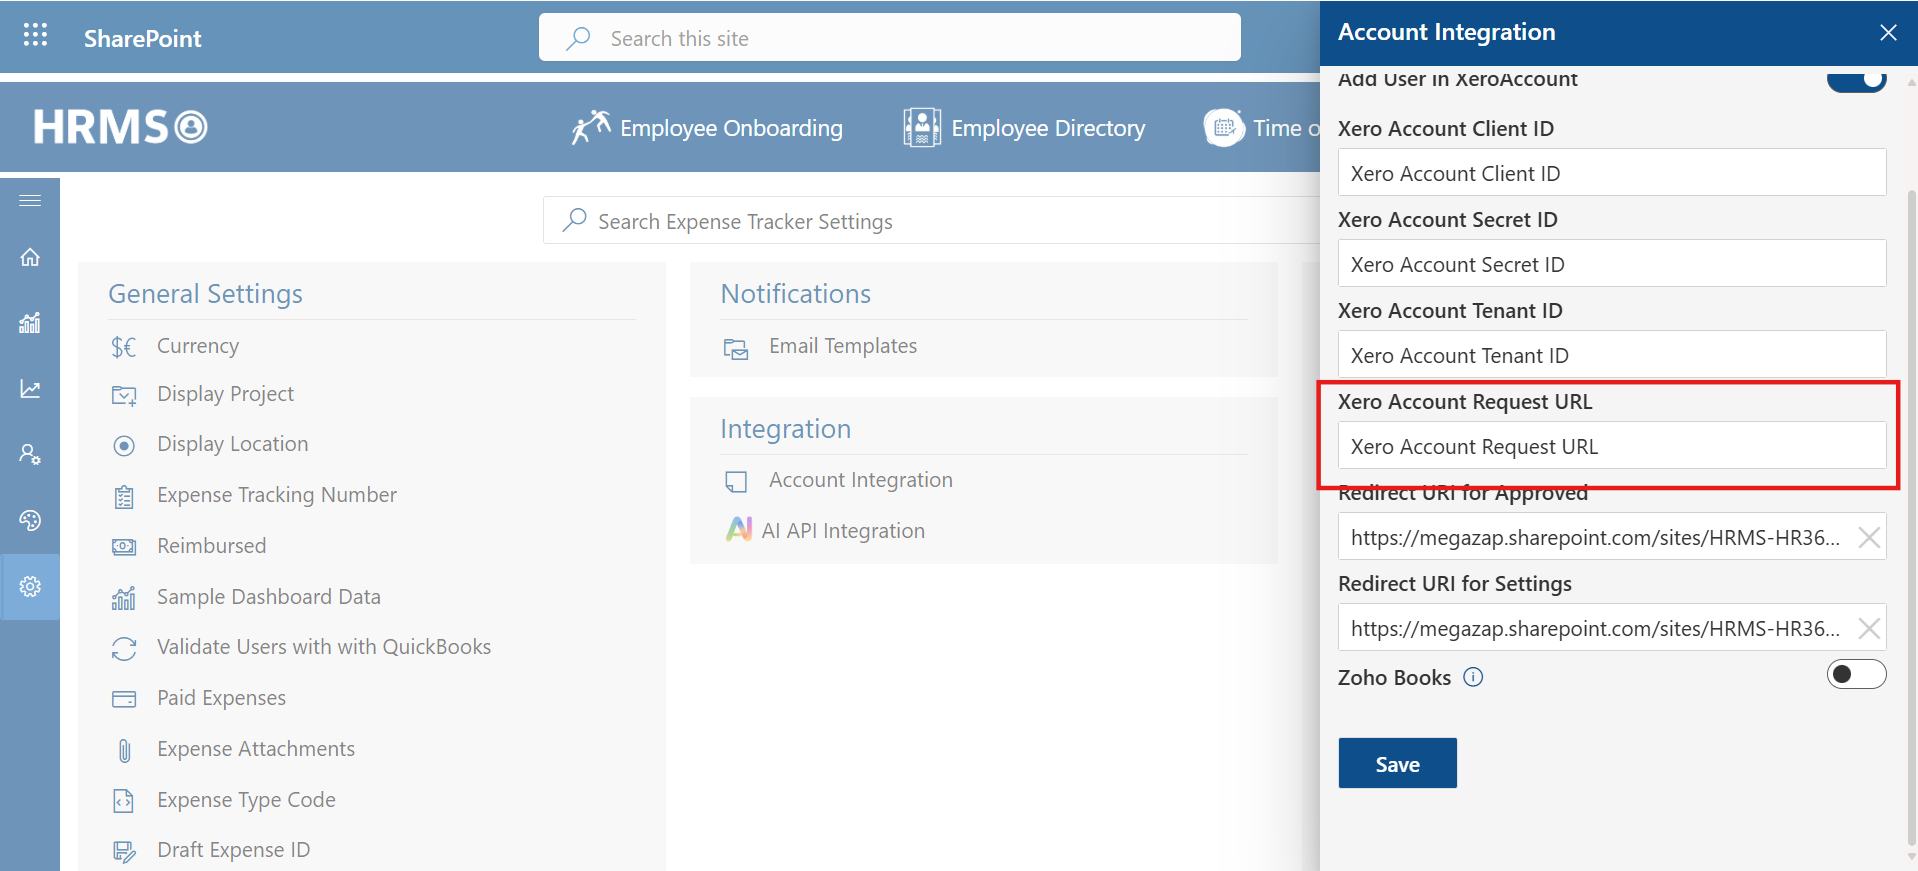 SharePoint
Search this site
Account Integration
HRMS
Employee Onboarding
Employee Directory
Time o
Search Expense Tracker Settings
General Settings
Currency
Display Project
Display Location
Expense Tracking Number
Reimbursed
Sample Dashboard Data
Validate Users with with QuickBooks
Paid Expenses
Expense Attachments
Expense Type Code
Draft Expense ID
Notifications
Email Templates
Integration
Account Integration
AI API Integration
Add User in XeroAccount
Xero Account Client ID
Xero Account Client ID
Xero Account Secret ID
Xero Account Secret ID
Xero Account Tenant ID
Xero Account Tenant ID
Xero Account Request URL
Xero Account Request URL
Redirect URI for Approved
https://megazap.sharepoint.com/sites/HRMS-HR36...
Redirect URI for Settings
https://megazap.sharepoint.com/sites/HRMS-HR36...
Zoho Books
Save